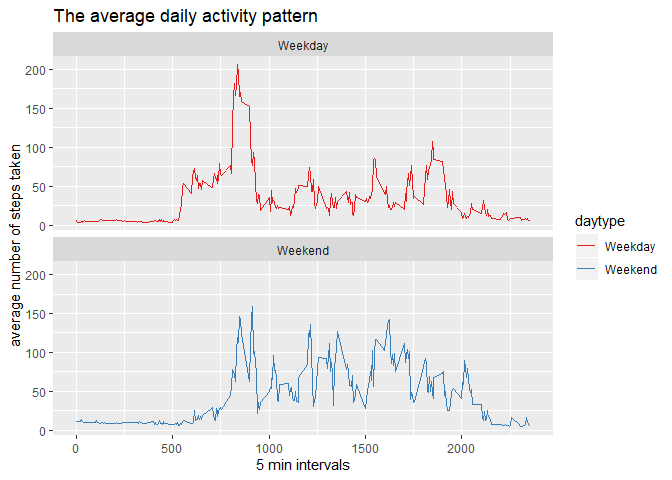 The average daily activity pattern
Weekday
200
150
100
50
0
Weekend
200
150
100
50
0
0 500 1000 1500 2000
5 min intervals
average number of steps taken
daytype
Weekday
Weekend